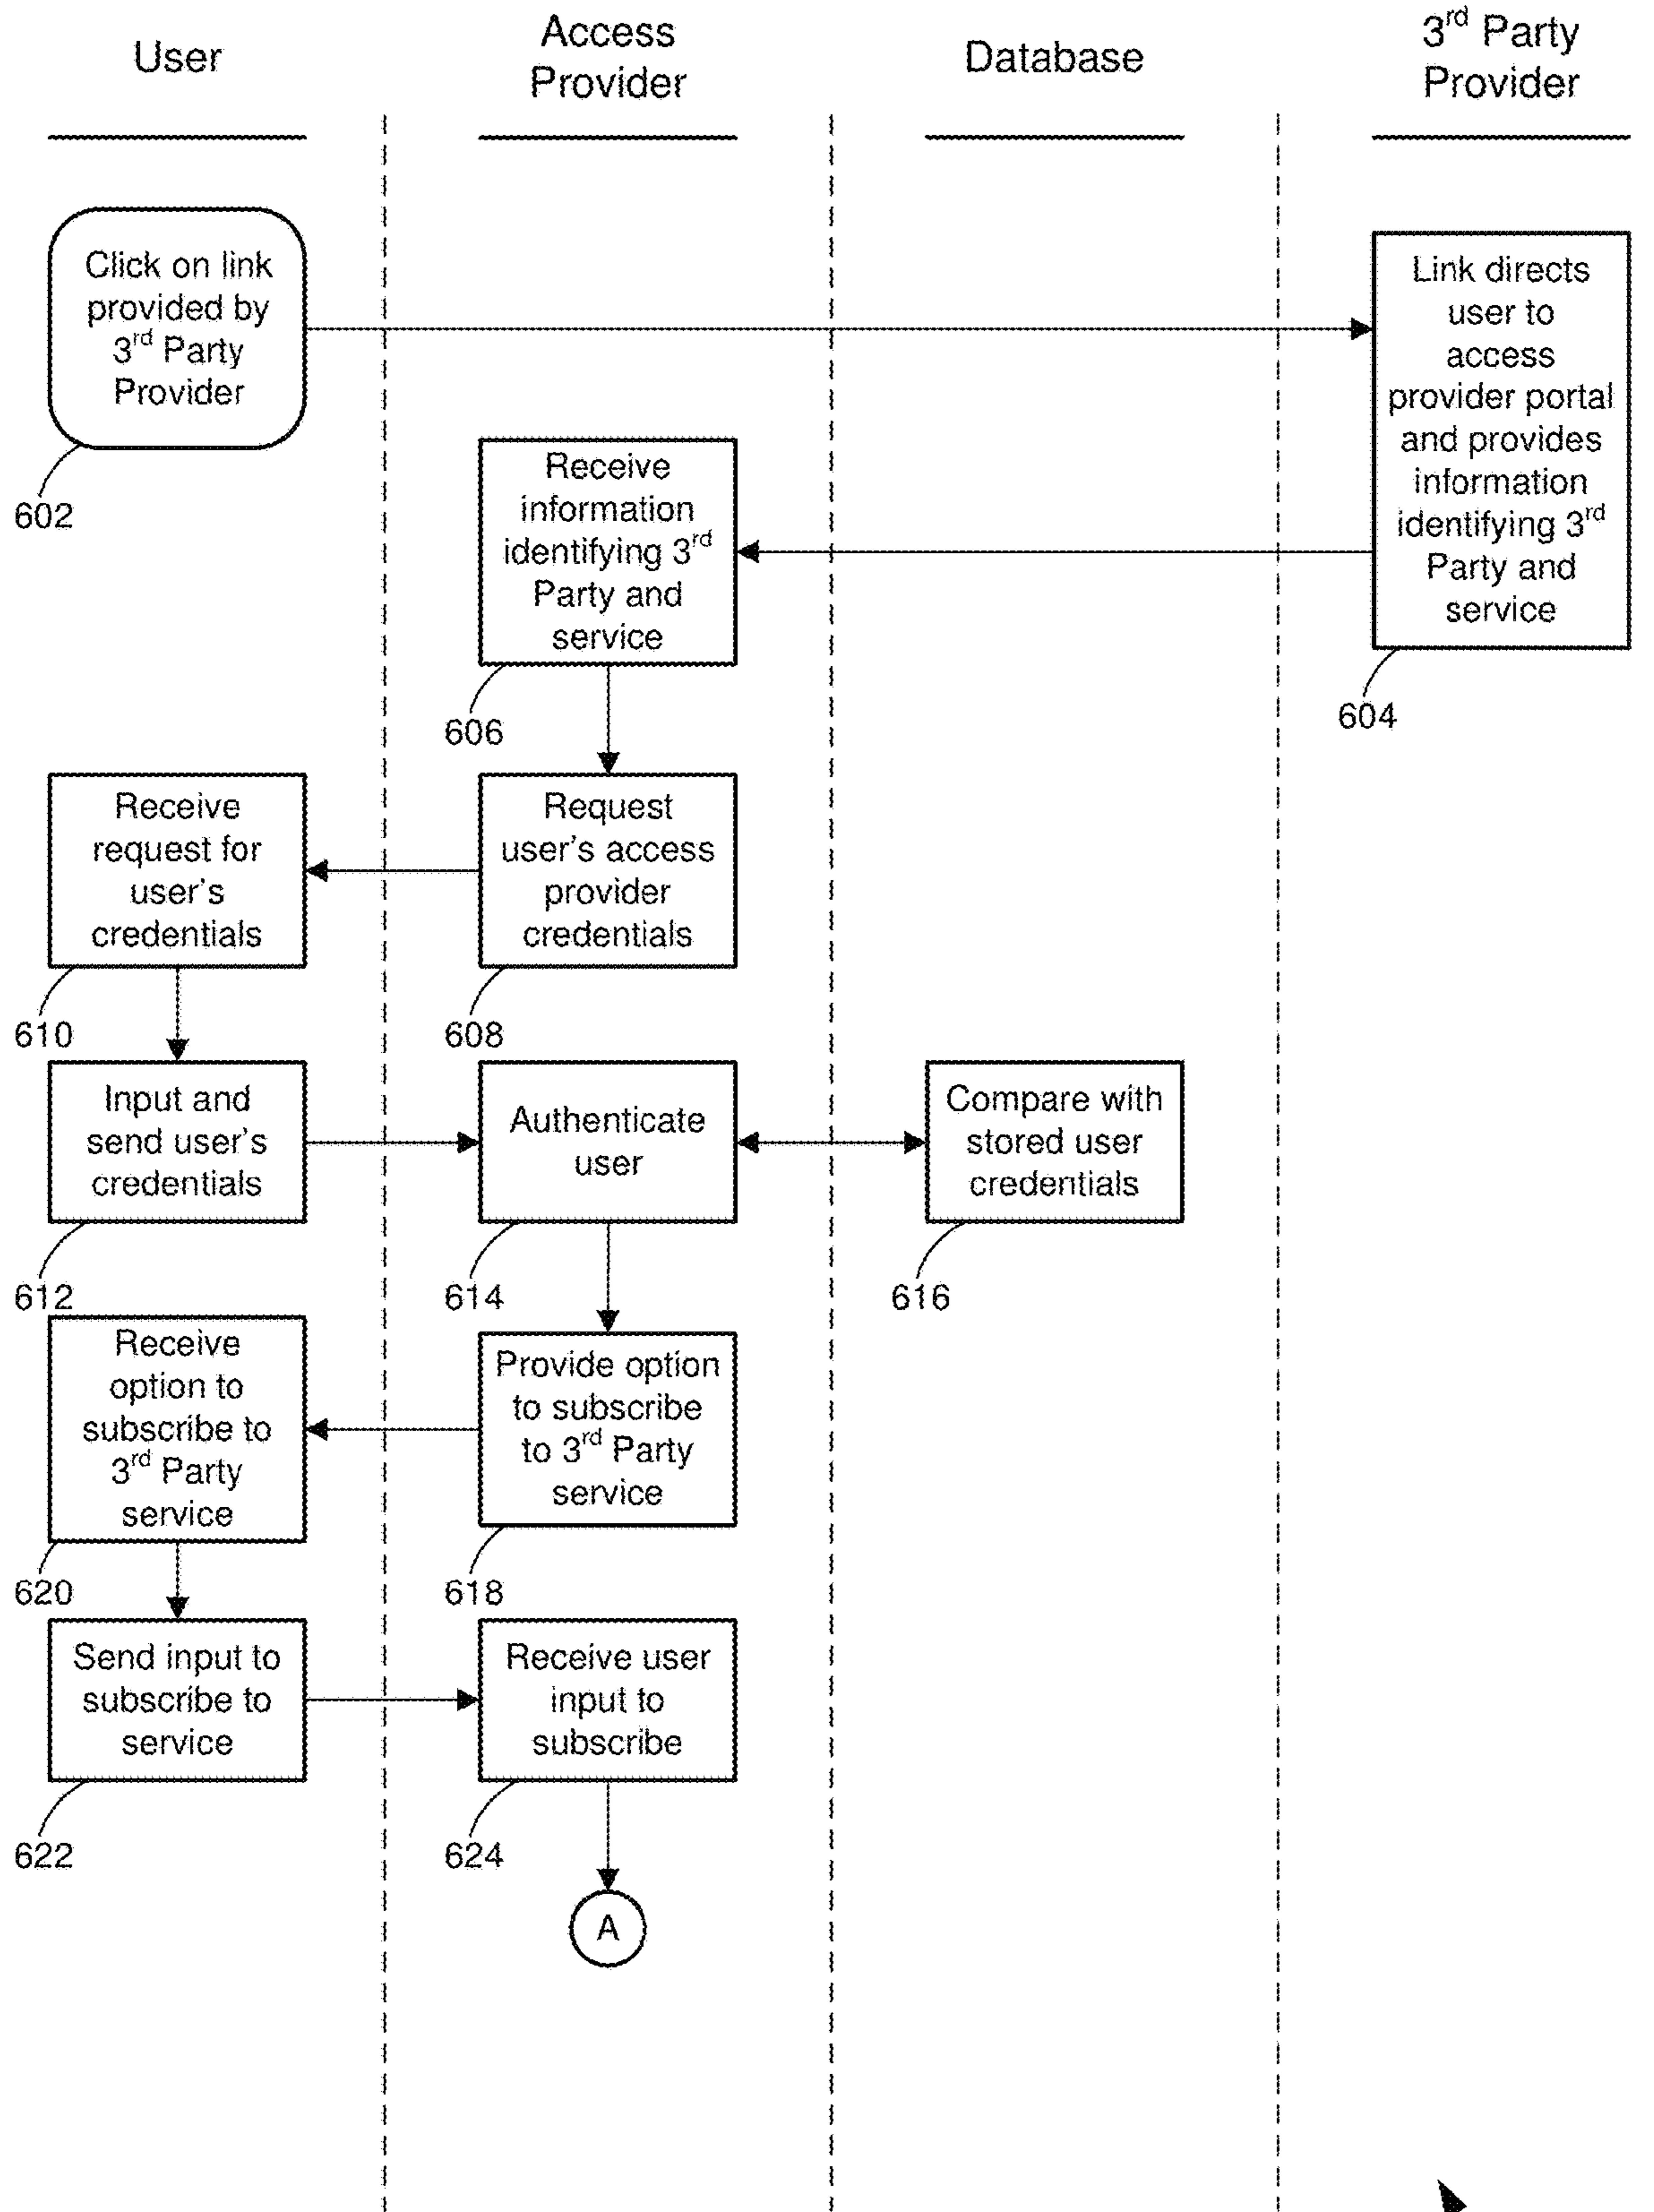 User
Access
Provider
Database
3rd Party
Provider
Click on link
provided by
3rd Party
Provider
602
Link directs
user to
access
provider portal
and provides
information
identifying 3rd
Party and
service
604
Receive
information
identifying 3rd
Party and
service
606
Request
user's access
provider
credentials
608
Receive
request for
user's
credentials
610
Input and
send user's
credentials
612
Authenticate
user
614
Compare with
stored user
credentials
616
Provide option
to subscribe
to 3rd Party
service
618
Receive
option to
subscribe to
3rd Party
service
620
Send input to
subscribe to
service
622
Receive user
input to
subscribe
624
A